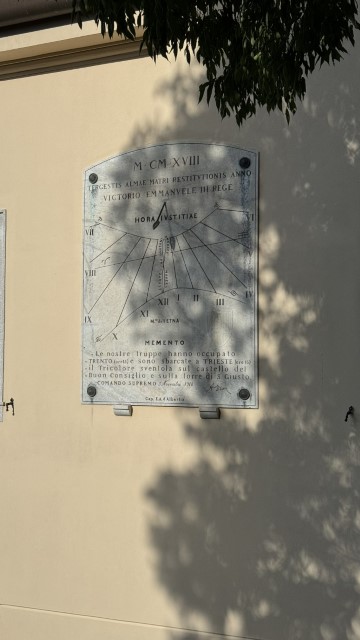 M·CM·XVIII
TERGESTIS ALMAE MATRI RESTITVTIONIS ANNO
VICTORIO EMMANVELE III REGE
HORA IVSTITIAE
VI
VII
VIII
IV
IX
XII I II III
XI
X
MEMENTO
Le nostre Truppe hanno occupato
TRENTO e sono sbarcate a TRIESTE
il Tricolore sventola sul castello del
Buon Consiglio e sulla Torre di S. Giusto
COMANDO SUPREMO